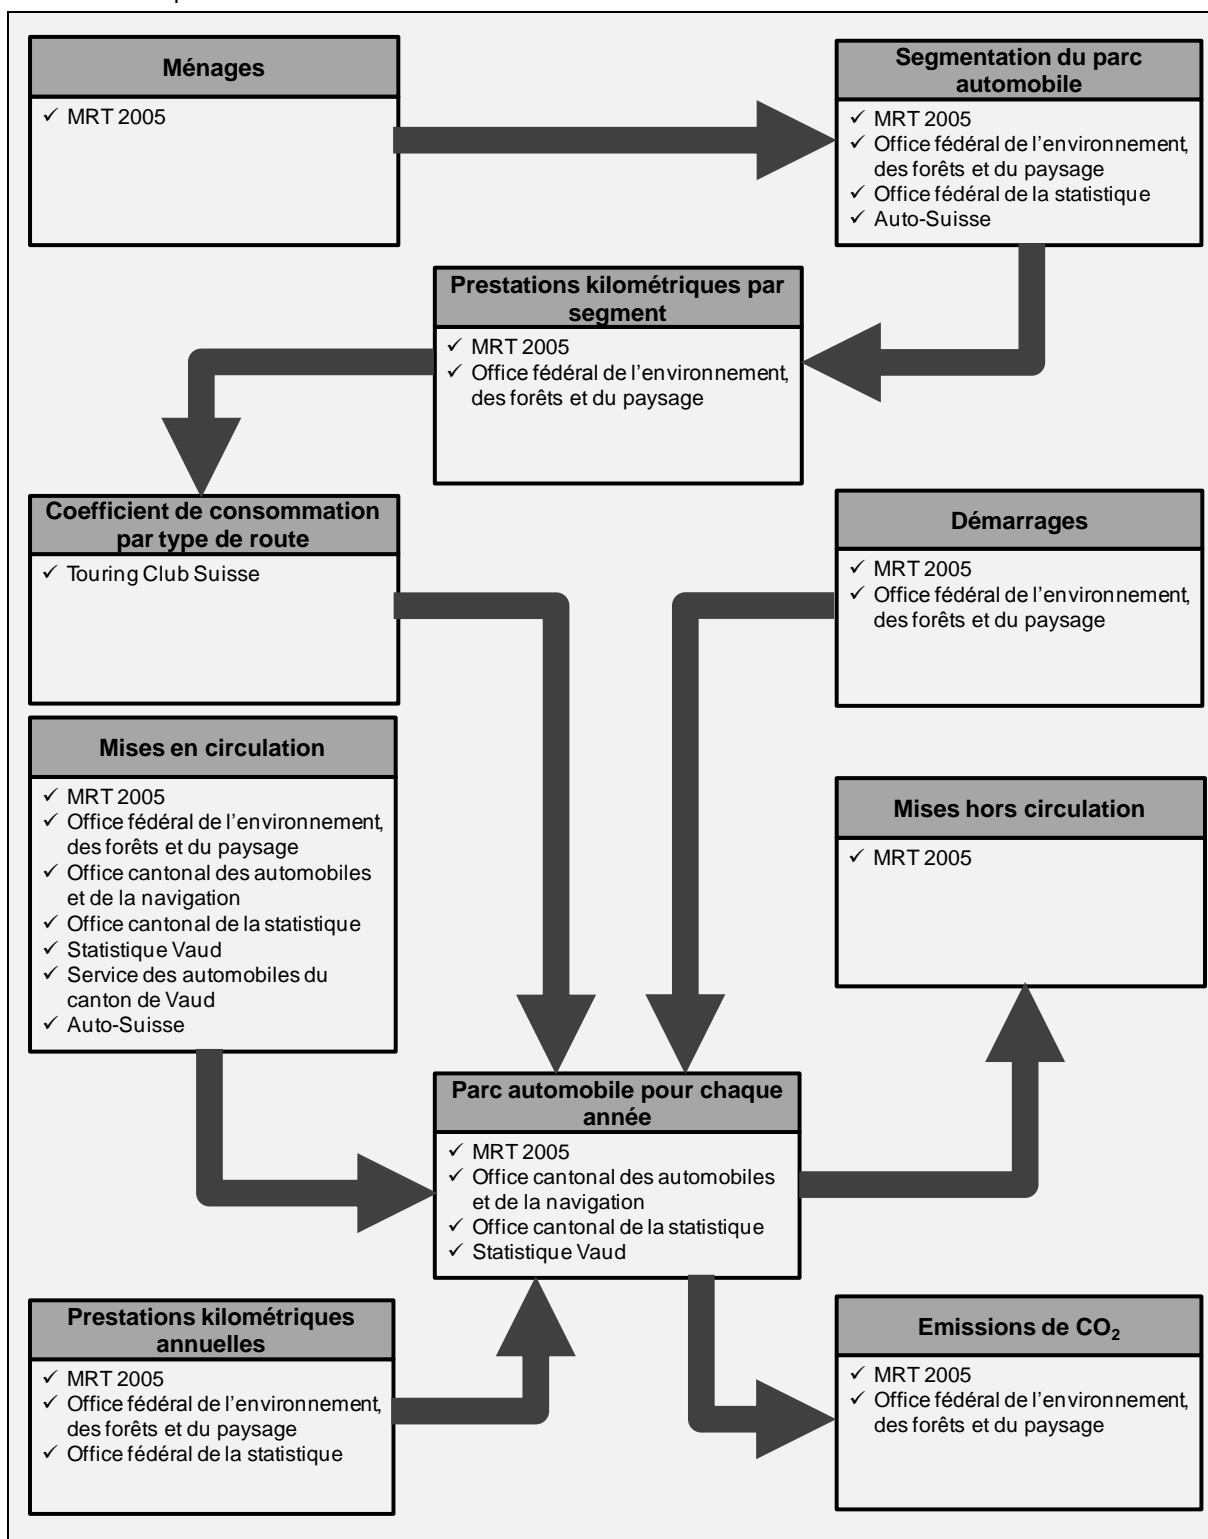 Ménages
✓ MRT 2005
Segmentation du parc
automobile
✓ MRT 2005
✓ Office fédéral de l'environnement,
des forêts et du paysage
✓ Office fédéral de la statistique
✓ Auto-Suisse
Prestations kilométriques par
segment
✓ MRT 2005
✓ Office fédéral de l'environnement,
des forêts et du paysage
Coefficient de consommation
par type de route
✓ Touring Club Suisse
Démarrages
✓ MRT 2005
✓ Office fédéral de l'environnement,
des forêts et du paysage
Mises en circulation
✓ MRT 2005
✓ Office fédéral de l'environnement,
des forêts et du paysage
✓ Office cantonal des automobiles
et de la navigation
✓ Office cantonal de la statistique
✓ Statistique Vaud
✓ Service des automobiles du
canton de Vaud
✓ Auto-Suisse
Mises hors circulation
✓ MRT 2005
Parc automobile pour chaque
année
✓ MRT 2005
✓ Office cantonal des automobiles
et de la navigation
✓ Office cantonal de la statistique
✓ Statistique Vaud
Prestations kilométriques
annuelles
✓ MRT 2005
✓ Office fédéral de l'environnement,
des forêts et du paysage
✓ Office fédéral de la statistique
Emissions de CO₂
✓ MRT 2005
✓ Office fédéral de l'environnement,
des forêts et du paysage